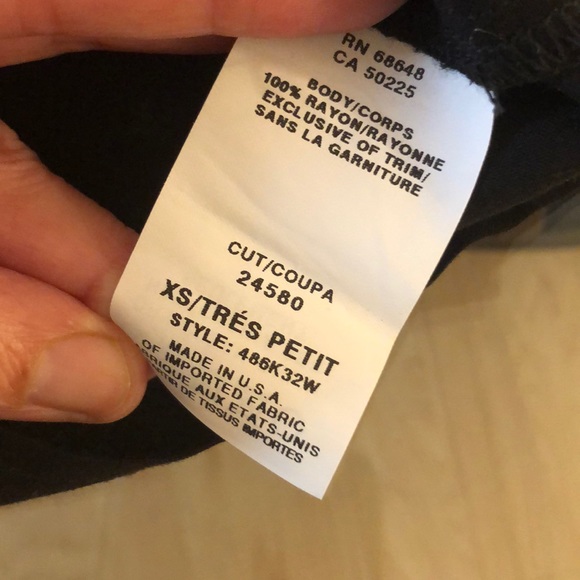 RN 68648
CA 50225
BODY/CORPS
100% RAYON/RAYONNE
EXCLUSIVE OF TRIM/
SANS LA GARNITURE
CUT/COUPA
24580
XS/TRÉS PETIT
STYLE: 486K32W
MADE IN U.S.A.
OF IMPORTED FABRIC
AUX ETATS-UNIS
DE TISSUS IMPORTES